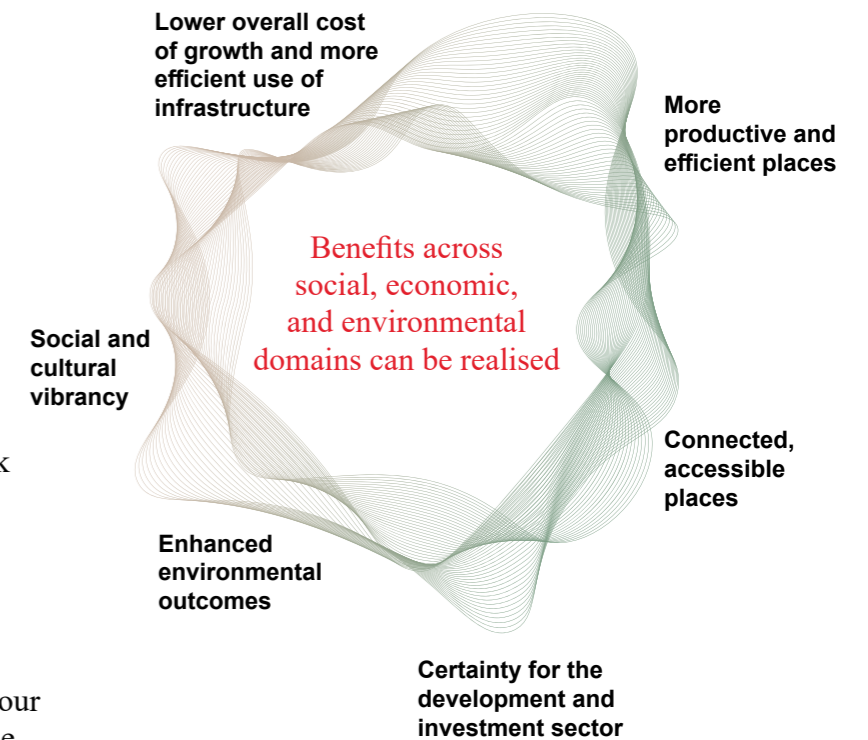 Lower overall cost
of growth and more
efficient use of
infrastructure
More
productive and
efficient places
Benefits across
social, economic,
and environmental
domains can be realised
Social and
cultural
vibrancy
Connected,
accessible
places
k
Enhanced
environmental
outcomes
Certainty for the
development and
investment sector
our